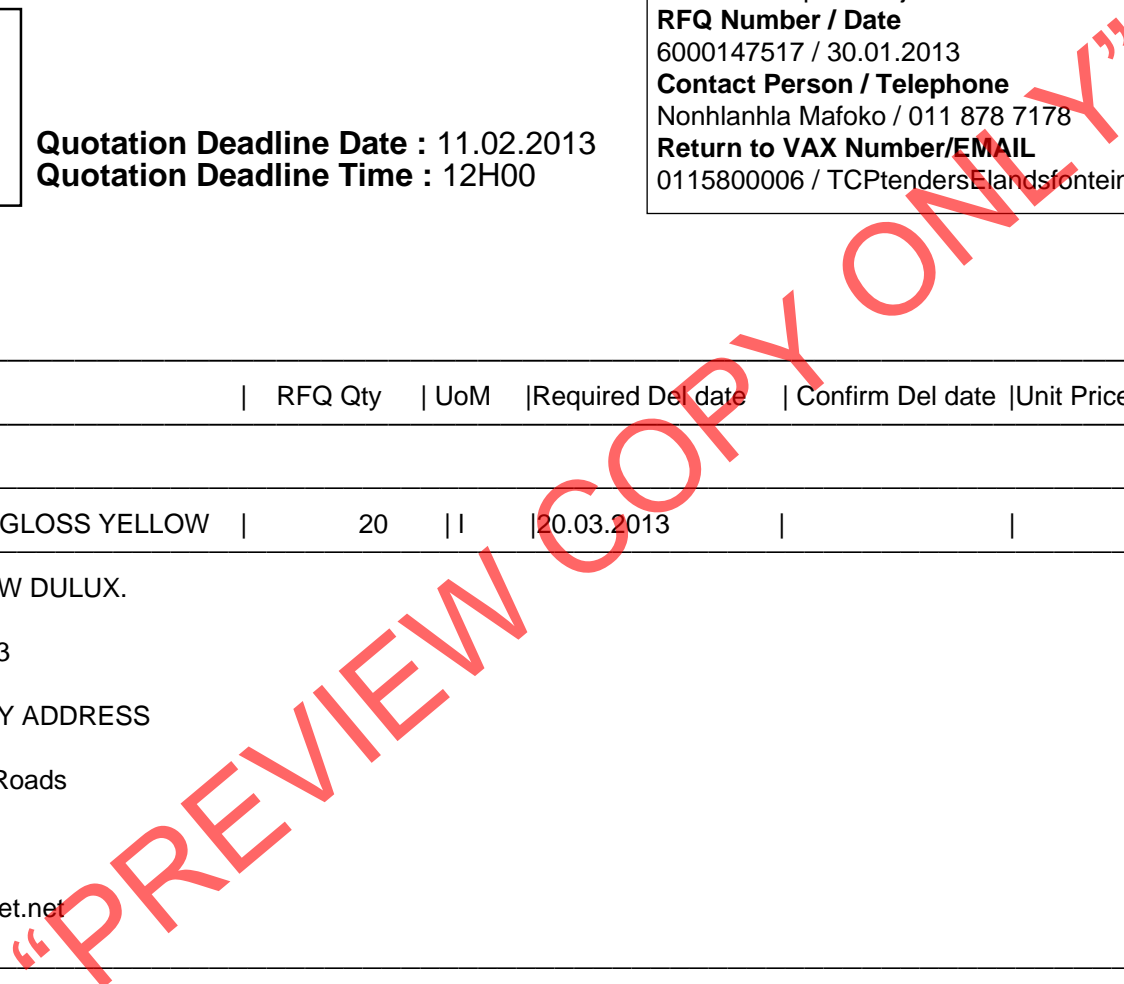 RFQ Number / Date
6000147517 / 30.01.2013
Contact Person / Telephone
Nonhlanhla Mafoko / 011 878 7178
Return to VAX Number/EMAIL
0115800006 / TCPtendersElandsfontein
Quotation Deadline Date : 11.02.2013
Quotation Deadline Time : 12H00
| RFQ Qty | UoM |Required Del date | Confirm Del date |Unit Price
GLOSS YELLOW | 20 | l |20.03.2013 | |
W DULUX.
3
Y ADDRESS
Roads
et.net
“PREVIEW COPY ONLY”